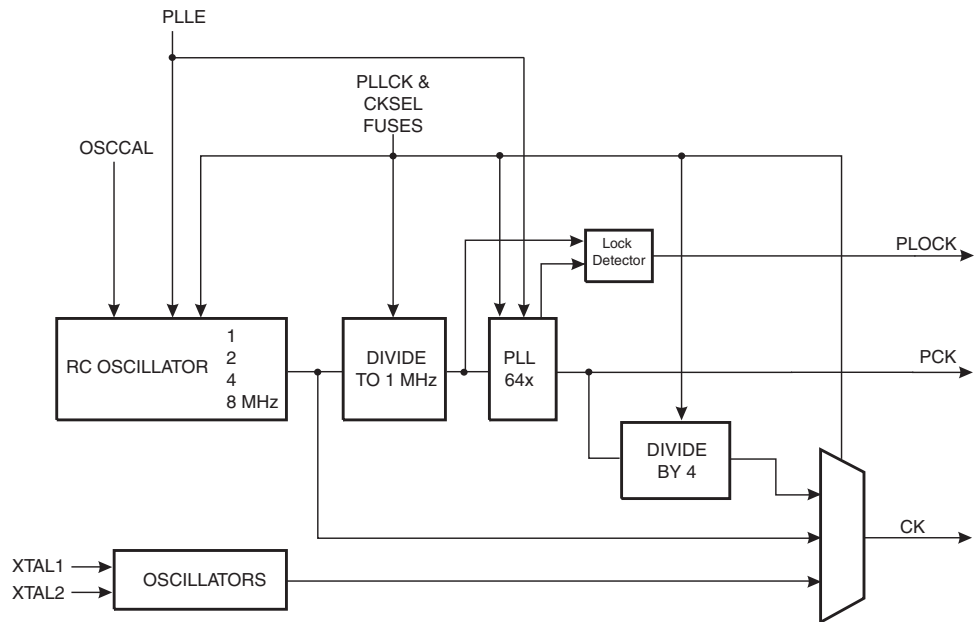 PLLE
PLLCK &
CKSEL
FUSES
OSCCAL
Lock
Detector
PLOCK
RC OSCILLATOR
1
2
4
8 MHz
DIVIDE
TO 1 MHz
PLL
64x
PCK
DIVIDE
BY 4
CK
XTAL1
XTAL2
OSCILLATORS